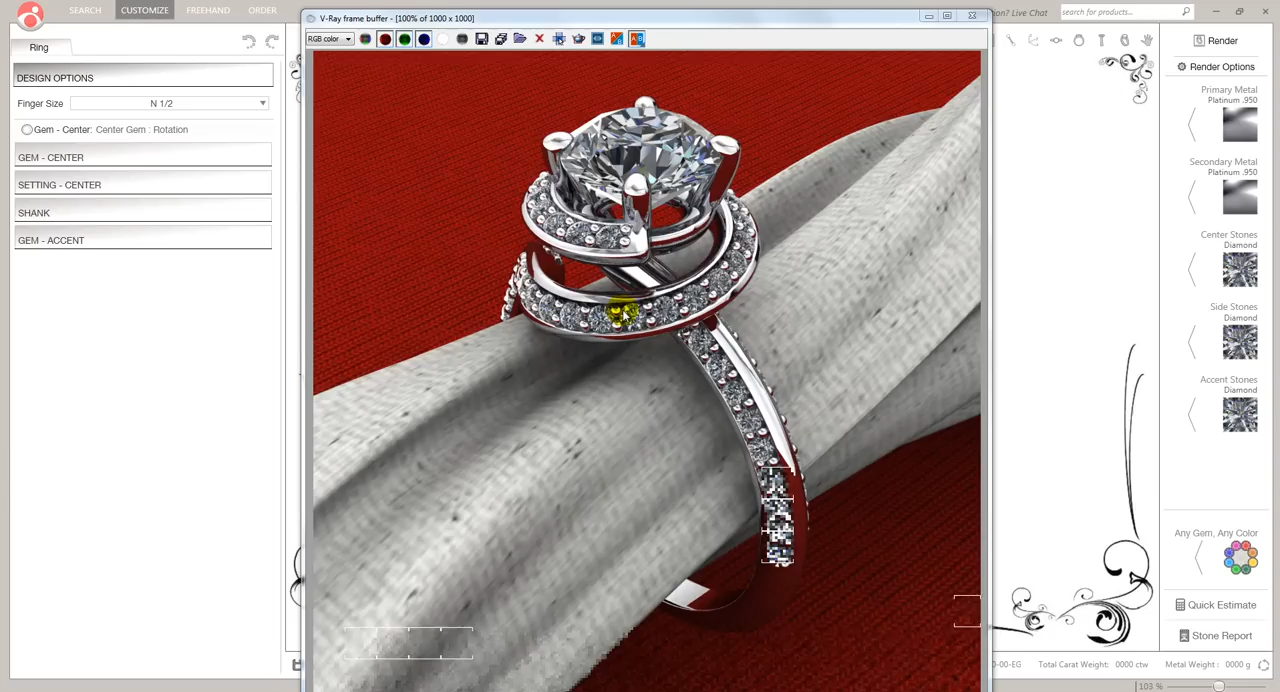 SEARCH CUSTOMIZE FREEHAND ORDER
V-Ray frame buffer - [100% of 1000 x 1000]
Live Chat
search for products...
Ring
RGB color
Render
DESIGN OPTIONS
Render Options
Finger Size N 1/2
Primary Metal
Platinum .950
Gem - Center: Center Gem : Rotation
GEM - CENTER
Secondary Metal
Platinum .950
SETTING - CENTER
SHANK
Center Stones
Diamond
GEM - ACCENT
Side Stones
Diamond
Accent Stones
Diamond
Any Gem, Any Color
Quick Estimate
Stone Report
D-00-EG Total Carat Weight: 0000 ctw Metal Weight: 0000 g
103 %